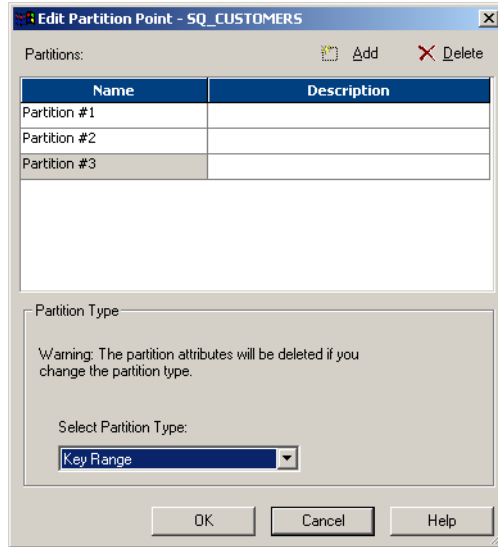 Edit Partition Point - SQ_CUSTOMERS
Partitions: Add Delete
Name Description
Partition #1
Partition #2
Partition #3
Partition Type
Warning: The partition attributes will be deleted if you
change the partition type.
Select Partition Type:
Key Range
OK Cancel Help